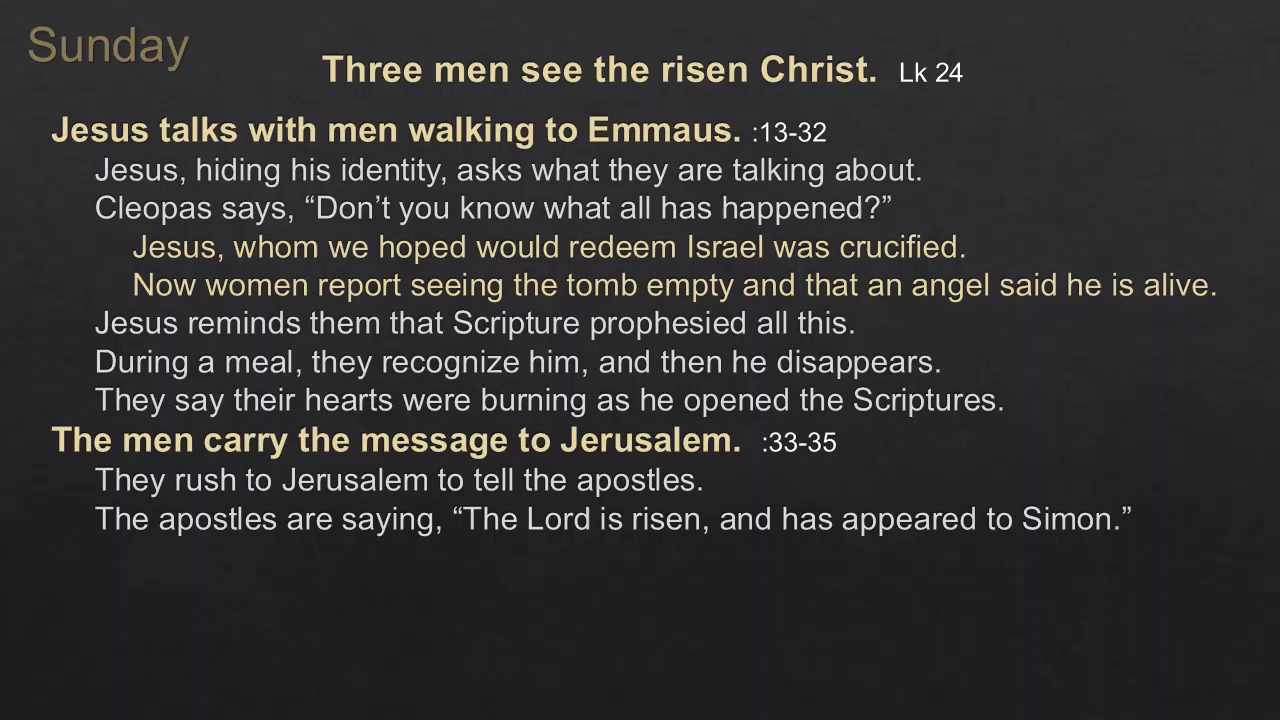 Sunday
Three men see the risen Christ. Lk 24
Jesus talks with men walking to Emmaus. :13-32
Jesus, hiding his identity, asks what they are talking about.
Cleopas says, “Don’t you know what all has happened?”
Jesus, whom we hoped would redeem Israel was crucified.
Now women report seeing the tomb empty and that an angel said he is alive.
Jesus reminds them that Scripture prophesied all this.
During a meal, they recognize him, and then he disappears.
They say their hearts were burning as he opened the Scriptures.
The men carry the message to Jerusalem. :33-35
They rush to Jerusalem to tell the apostles.
The apostles are saying, “The Lord is risen, and has appeared to Simon.”